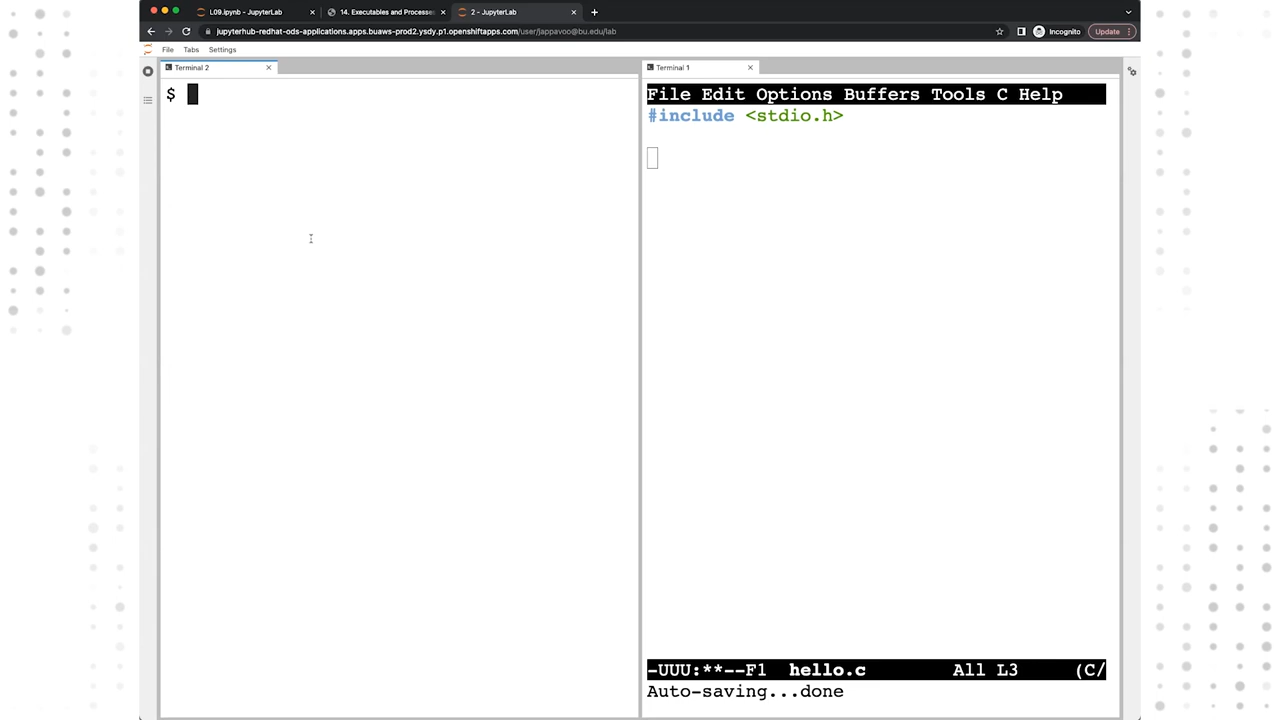 L09.ipynb - JupyterLab
14. Executables and Processe
2 - JupyterLab
jupyterhub-redhat-ods-applications.apps.buaws-prod2.ysdy.p1.openshiftapps.com/user/jappavoo@bu.edu/lab
Incognito
Update
File Tabs Settings
Terminal 2
$
Terminal 1
File Edit Options Buffers Tools C Help
#include <stdio.h>
-UUU:**--F1 hello.c All L3 (C/
Auto-saving...done